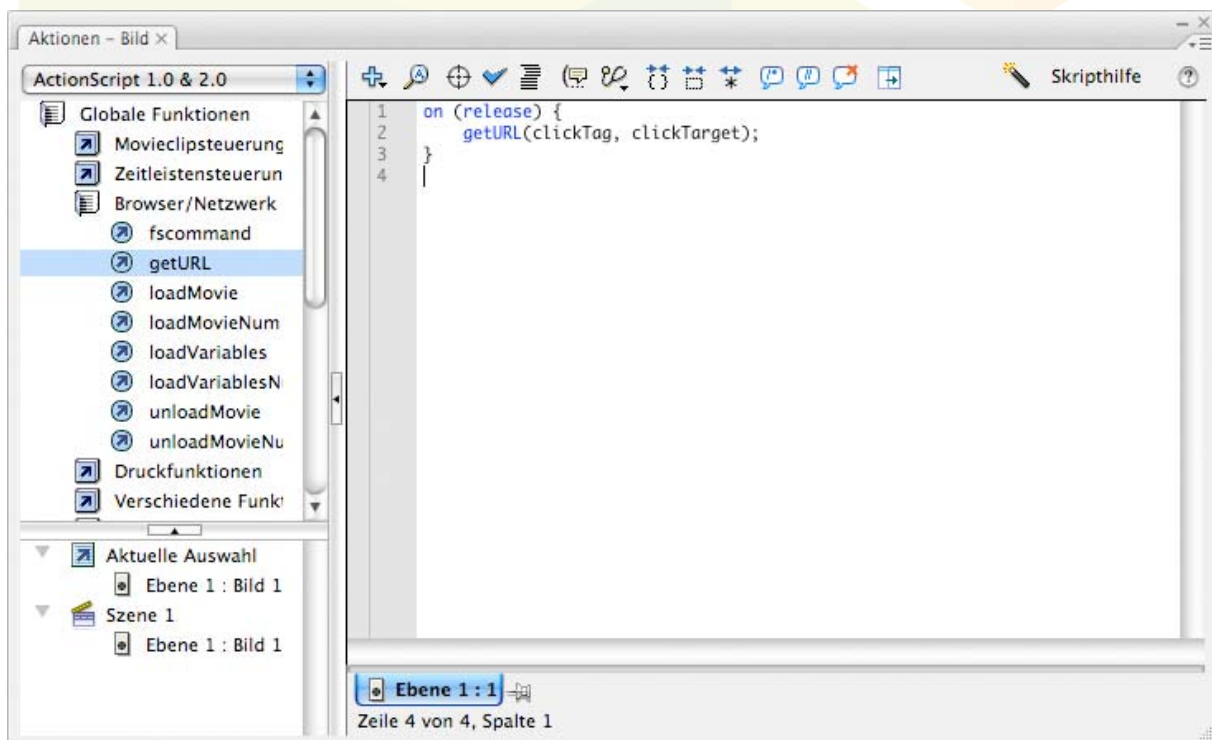 Aktionen – Bild ×
ActionScript 1.0 & 2.0
Globale Funktionen
Movieclipsteuerung
Zeitleistensteuerun
Browser/Netzwerk
fscommand
getURL
loadMovie
loadMovieNum
loadVariables
loadVariablesN
unloadMovie
unloadMovieNu
Druckfunktionen
Verschiedene Funkt
Aktuelle Auswahl
Ebene 1 : Bild 1
Szene 1
Ebene 1 : Bild 1
Skripthilfe ?
1 on (release) {
2 getURL(clickTag, clickTarget);
3 }
4
Ebene 1 : 1
Zeile 4 von 4, Spalte 1